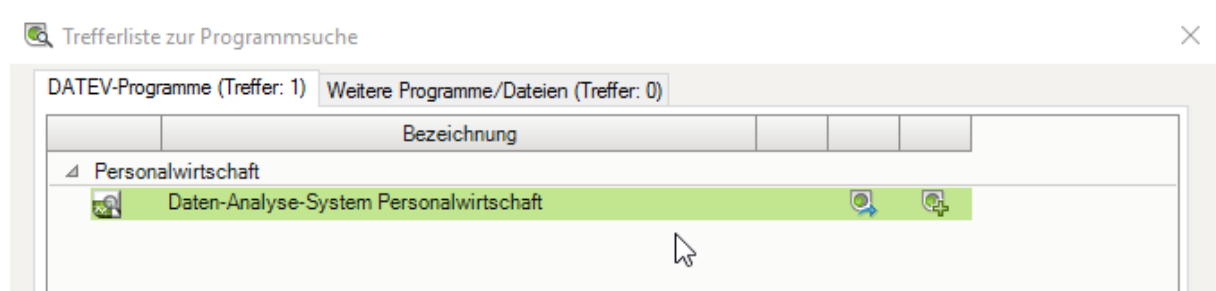 Trefferliste zur Programmsuche
DATEV-Programme (Treffer: 1) Weitere Programme/Dateien (Treffer: 0)
Bezeichnung
Personalwirtschaft
Daten-Analyse-System Personalwirtschaft